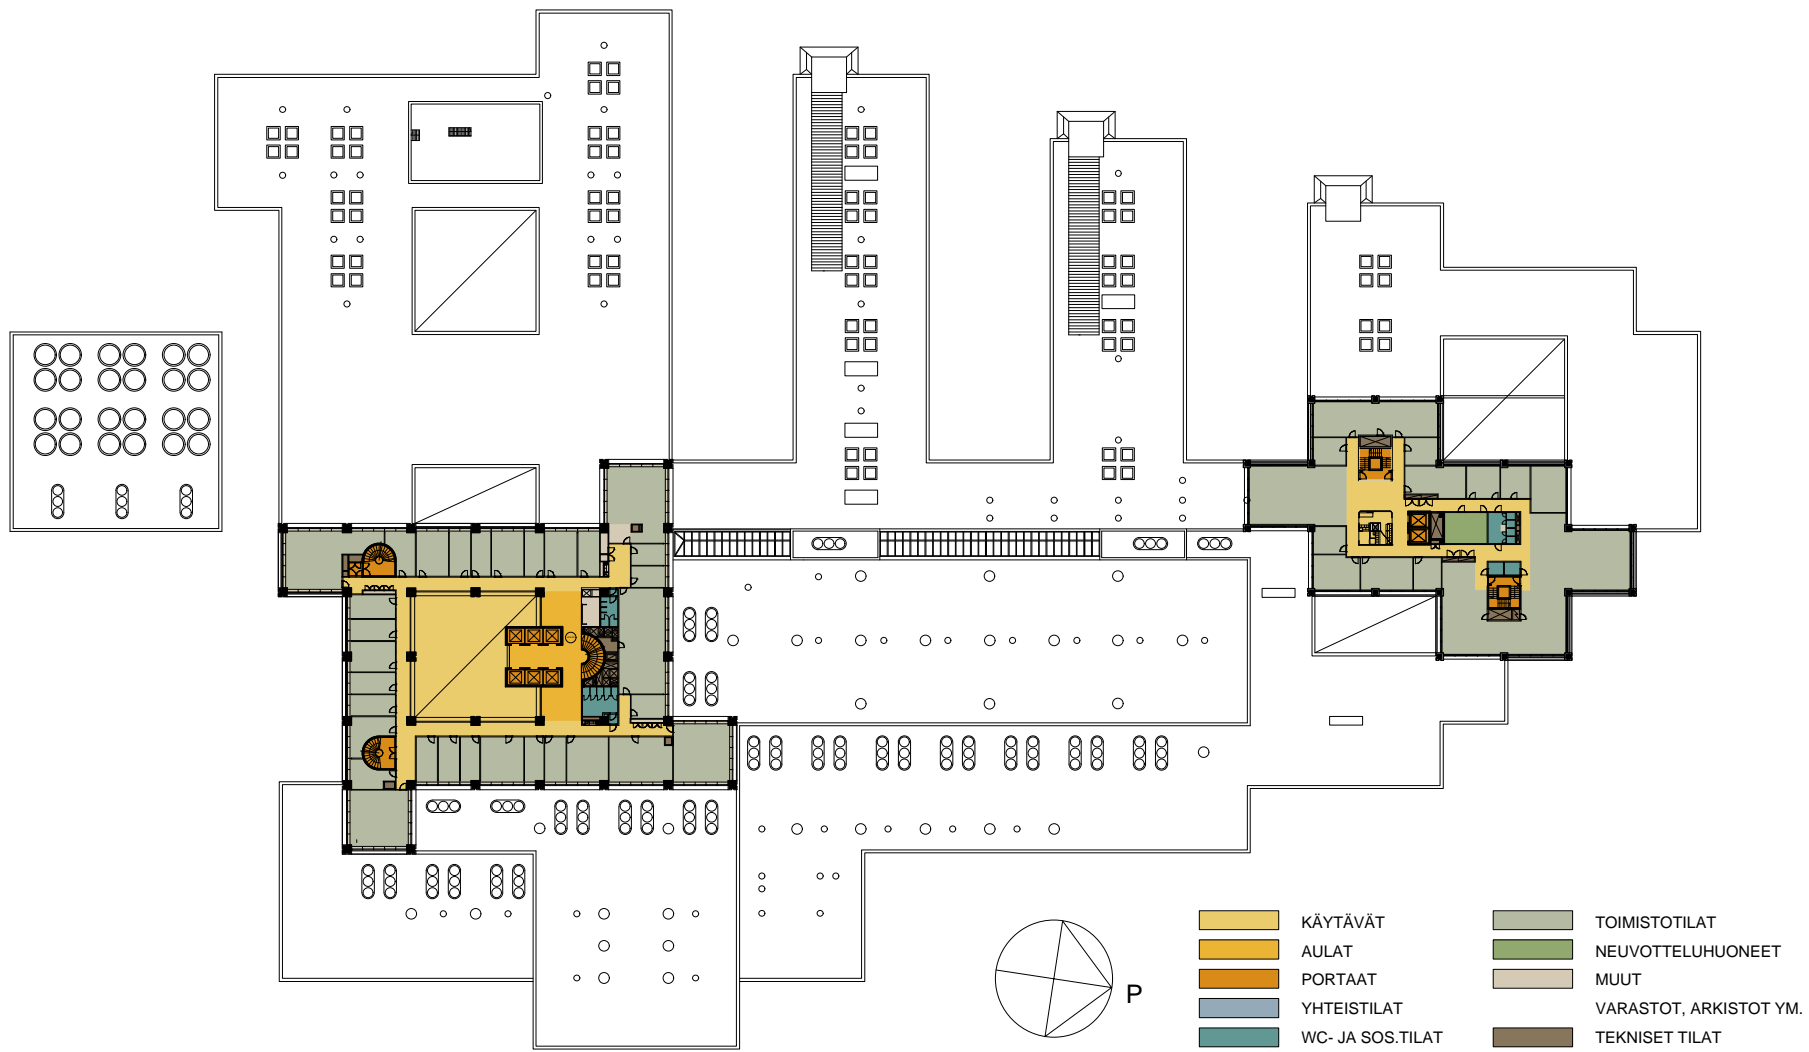 P
KÄYTÄVÄT
AULAT
PORTAAT
YHTEISTILAT
WC- JA SOS.TILAT
TOIMISTOTILAT
NEUVOTTELUHUONEET
MUUT
VARASTOT, ARKISTOT YM.
TEKNISET TILAT